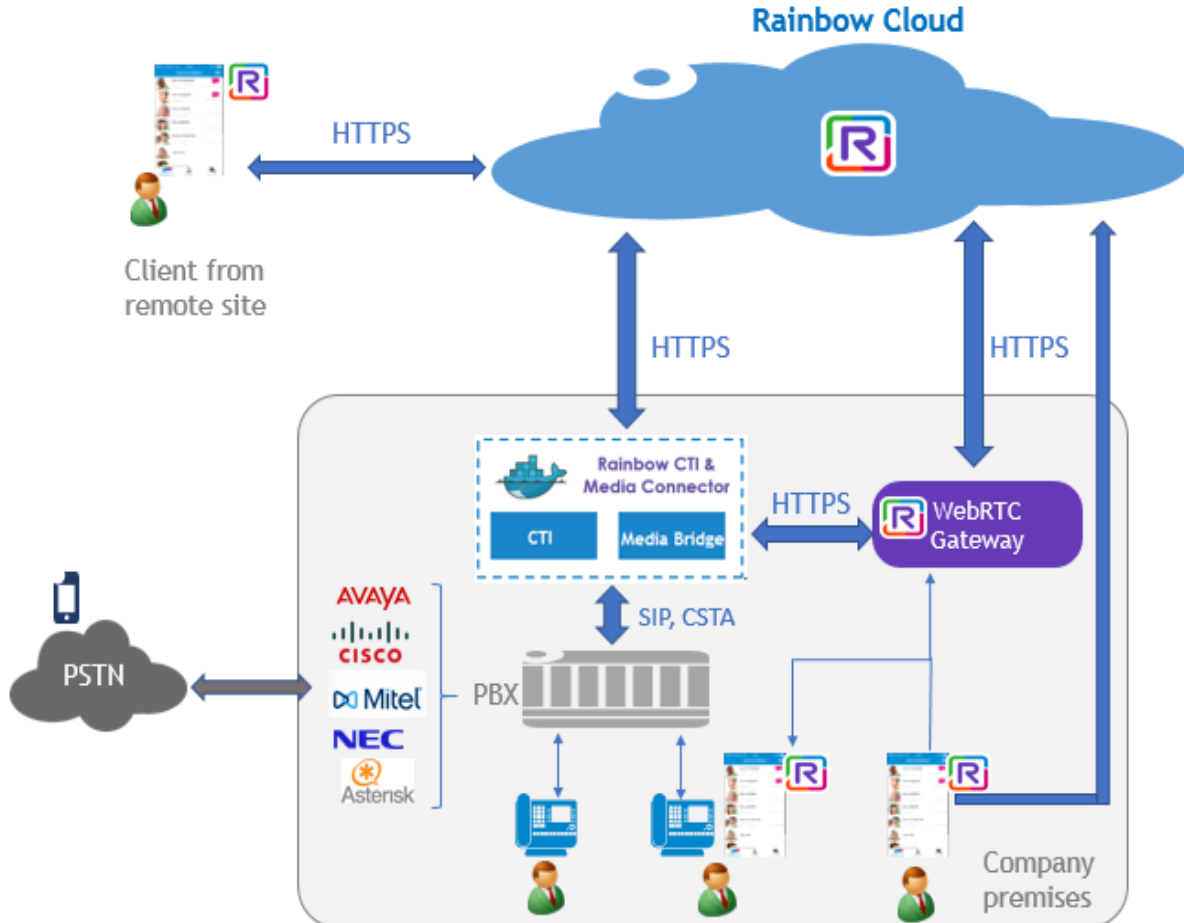 Rainbow Cloud
R
R
HTTPS
Client from
remote site
HTTPS
HTTPS
Rainbow CTI &
Media Connector
CTI
Media Bridge
HTTPS
R
WebRTC
Gateway
SIP, CSTA
AVAYA
CISCO
Mitel
NEC
Astensk
PSTN
PBX
R
R
Company
premises